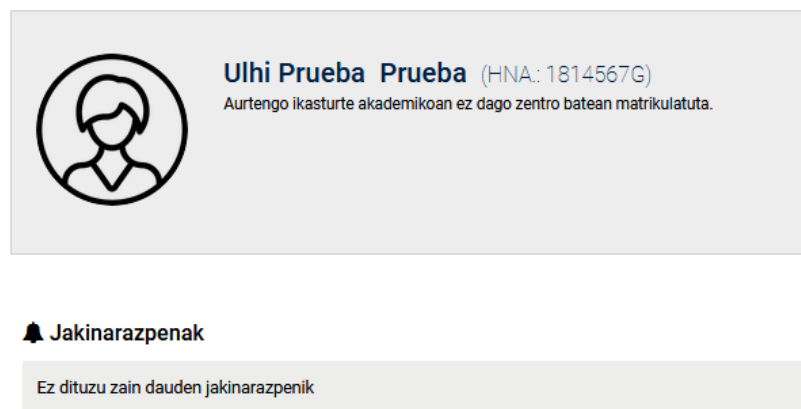 Ulhi Prueba  Prueba (HNA.: 1814567G)
Aurtengo ikasturte akademikoan ez dago zentro batean matrikulatuta.
Jakinarazpenak
Ez dituzu zain dauden jakinarazpenik